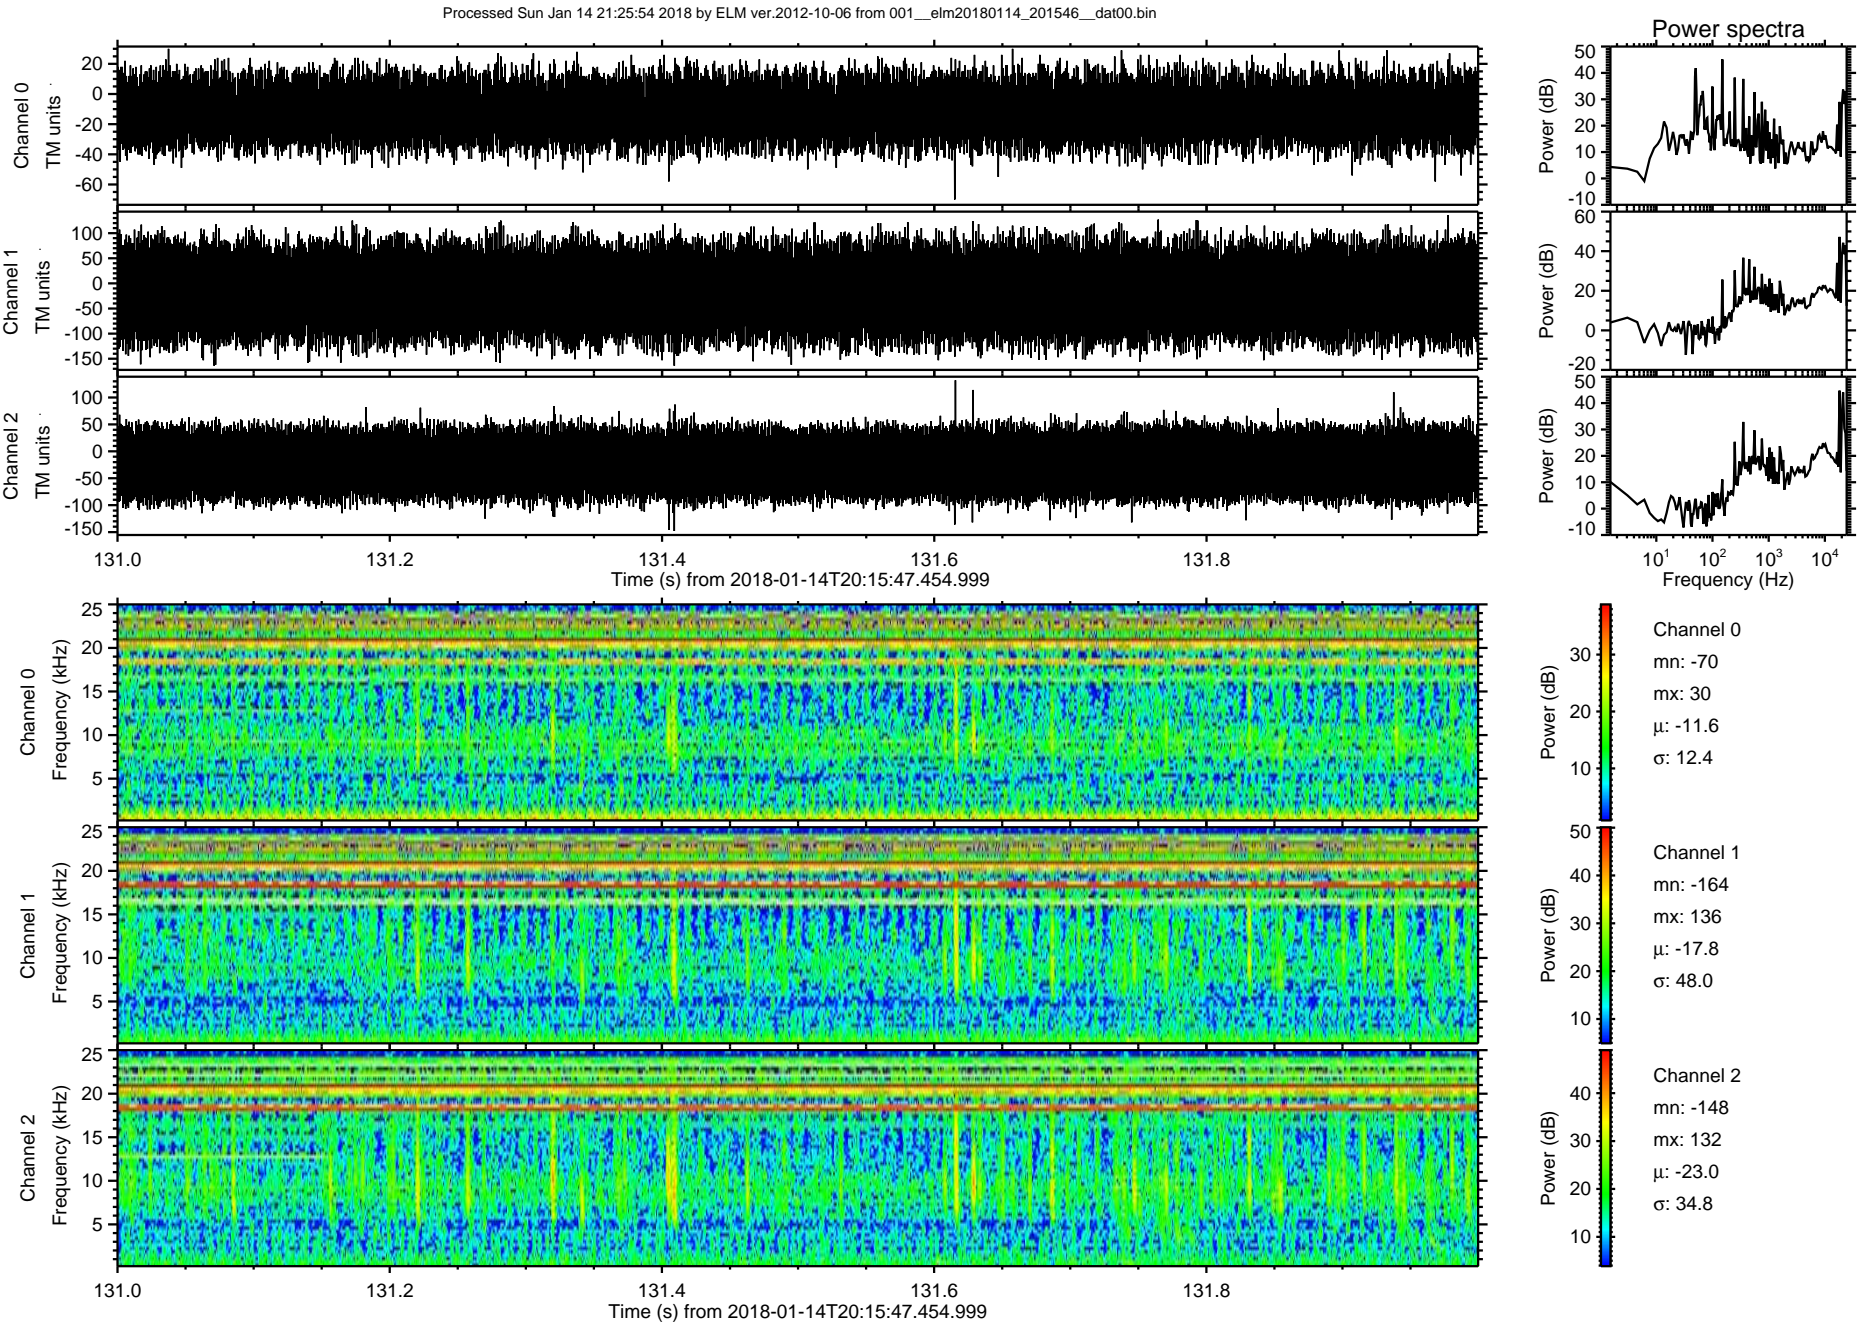 Processed Sun Jan 14 21:25:54 2018 by ELM ver.2012-10-06 from 001__elm20180114_201546__dat00.bin
Power spectra
Channel 0
TM units
20
0
-20
-40
-60
Power (dB)
50
40
30
20
10
0
-10
Channel 1
TM units
100
50
0
-50
-100
-150
Power (dB)
60
40
20
0
-20
Channel 2
TM units
100
50
0
-50
-100
-150
Power (dB)
50
40
30
20
10
0
-10
131.0 131.2 131.4 131.6 131.8
Time (s) from 2018-01-14T20:15:47.454.999
10¹ 10² 10³ 10⁴
Frequency (Hz)
Channel 0
Frequency (kHz)
25
20
15
10
5
Power (dB)
30
20
10
Channel 0
mn: -70
mx: 30
μ: -11.6
σ: 12.4
Channel 1
Frequency (kHz)
25
20
15
10
5
Power (dB)
50
40
30
20
10
Channel 1
mn: -164
mx: 136
μ: -17.8
σ: 48.0
Channel 2
Frequency (kHz)
25
20
15
10
5
Power (dB)
40
30
20
10
Channel 2
mn: -148
mx: 132
μ: -23.0
σ: 34.8
131.0 131.2 131.4 131.6 131.8
Time (s) from 2018-01-14T20:15:47.454.999